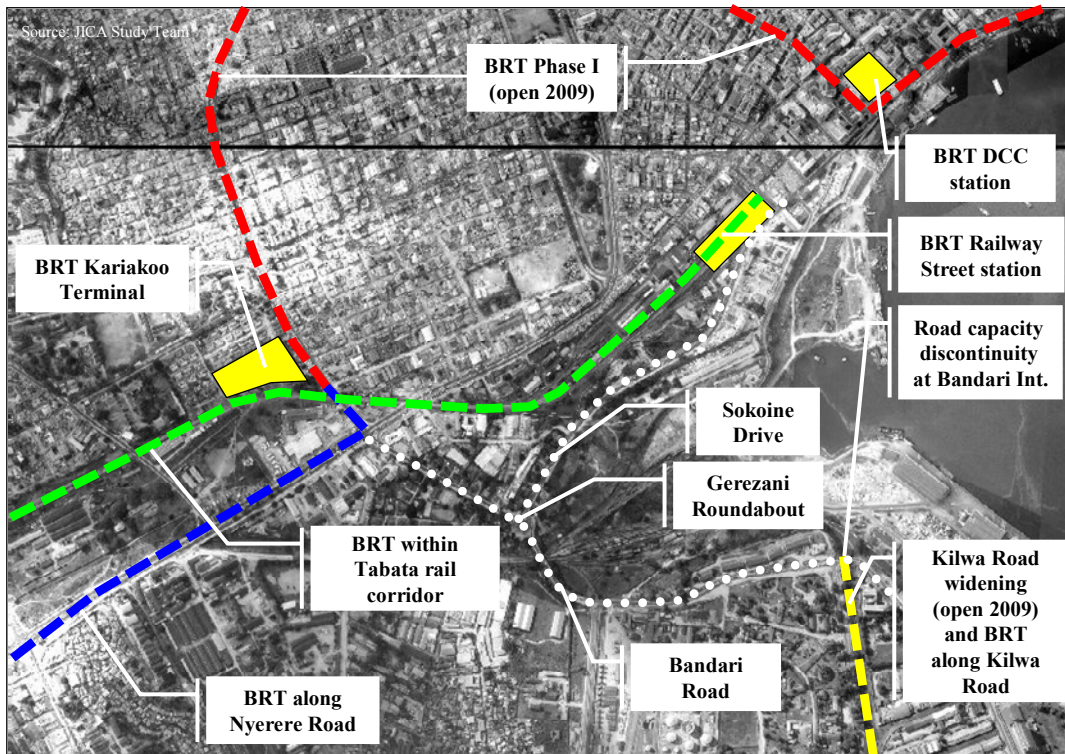 Source: JICA Study Team
BRT Phase I
(open 2009)
BRT DCC
station
BRT Railway
Street station
BRT Kariakoo
Terminal
Road capacity
discontinuity
at Bandari Int.
Sokoine
Drive
Gerezani
Roundabout
BRT within
Tabata rail
corridor
Kilwa Road
widening
(open 2009)
and BRT
along Kilwa
Road
Bandari
Road
BRT along
Nyerere Road